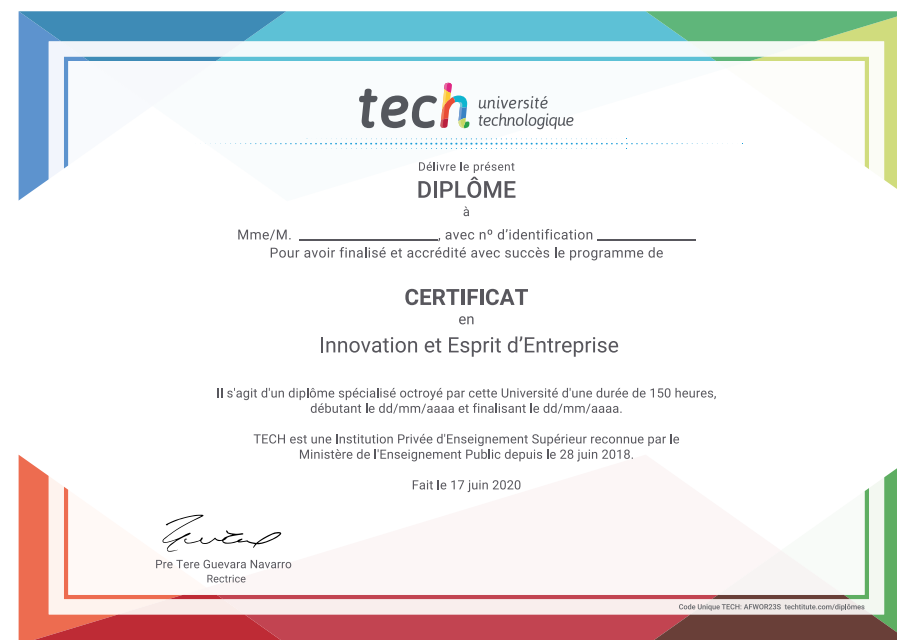 tech université
technologique
Délivre le présent
DIPLÔME
à
Mme/M. ____________________, avec nº d'identification ______________
Pour avoir finalisé et accrédité avec succès le programme de
CERTIFICAT
en
Innovation et Esprit d'Entreprise
Il s'agit d'un diplôme spécialisé octroyé par cette Université d'une durée de 150 heures,
débutant le dd/mm/aaaa et finalisant le dd/mm/aaaa.
TECH est une Institution Privée d'Enseignement Supérieur reconnue par le
Ministère de l'Enseignement Public depuis le 28 juin 2018.
Fait le 17 juin 2020
Pre Tere Guevara Navarro
Rectrice
Code Unique TECH: AFWOR23S techtitute.com/diplômes